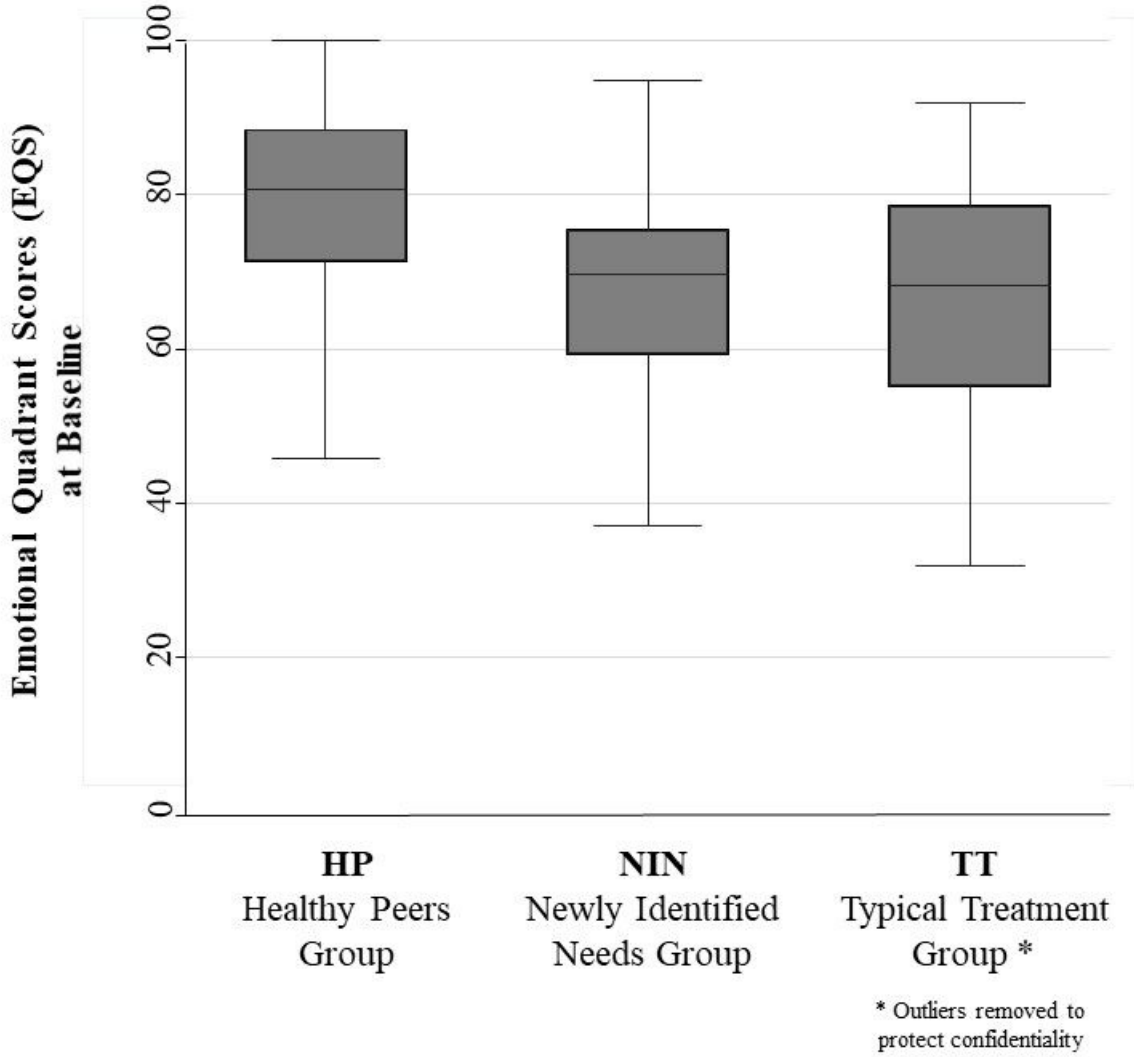 Emotional Quadrant Scores (EQS)
at Baseline
100
80
60
40
20
0
HP
Healthy Peers
Group
NIN
Newly Identified
Needs Group
TT
Typical Treatment
Group *
* Outliers removed to
protect confidentiality